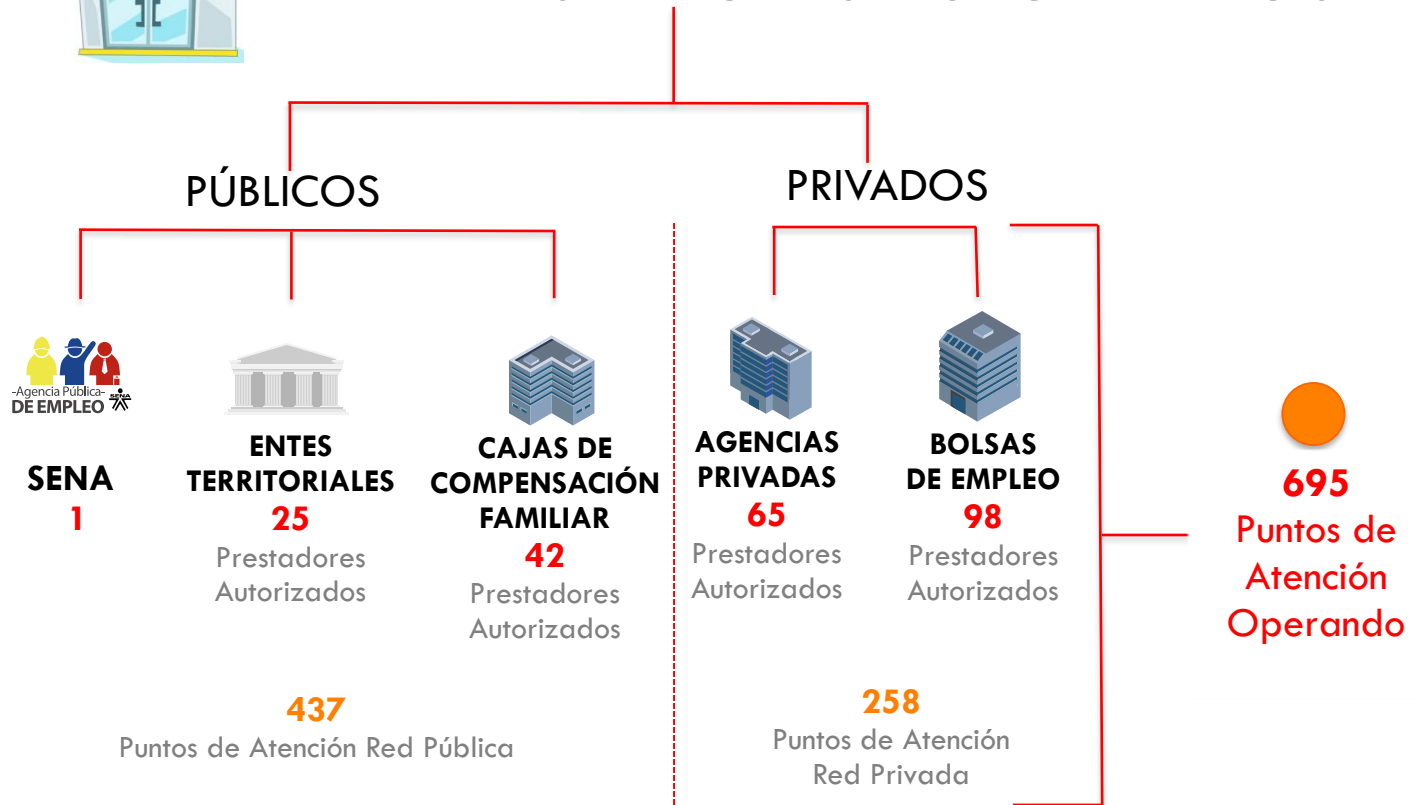 PÚBLICOS
PRIVADOS
-Agencia Pública-
DE EMPLEO
SENA
SENA
1
ENTES
TERRITORIALES
25
Prestadores
Autorizados
CAJAS DE
COMPENSACIÓN
FAMILIAR
42
Prestadores
Autorizados
AGENCIAS
PRIVADAS
65
Prestadores
Autorizados
BOLSAS
DE EMPLEO
98
Prestadores
Autorizados
695
Puntos de
Atención
Operando
437
Puntos de Atención Red Pública
258
Puntos de Atención
Red Privada